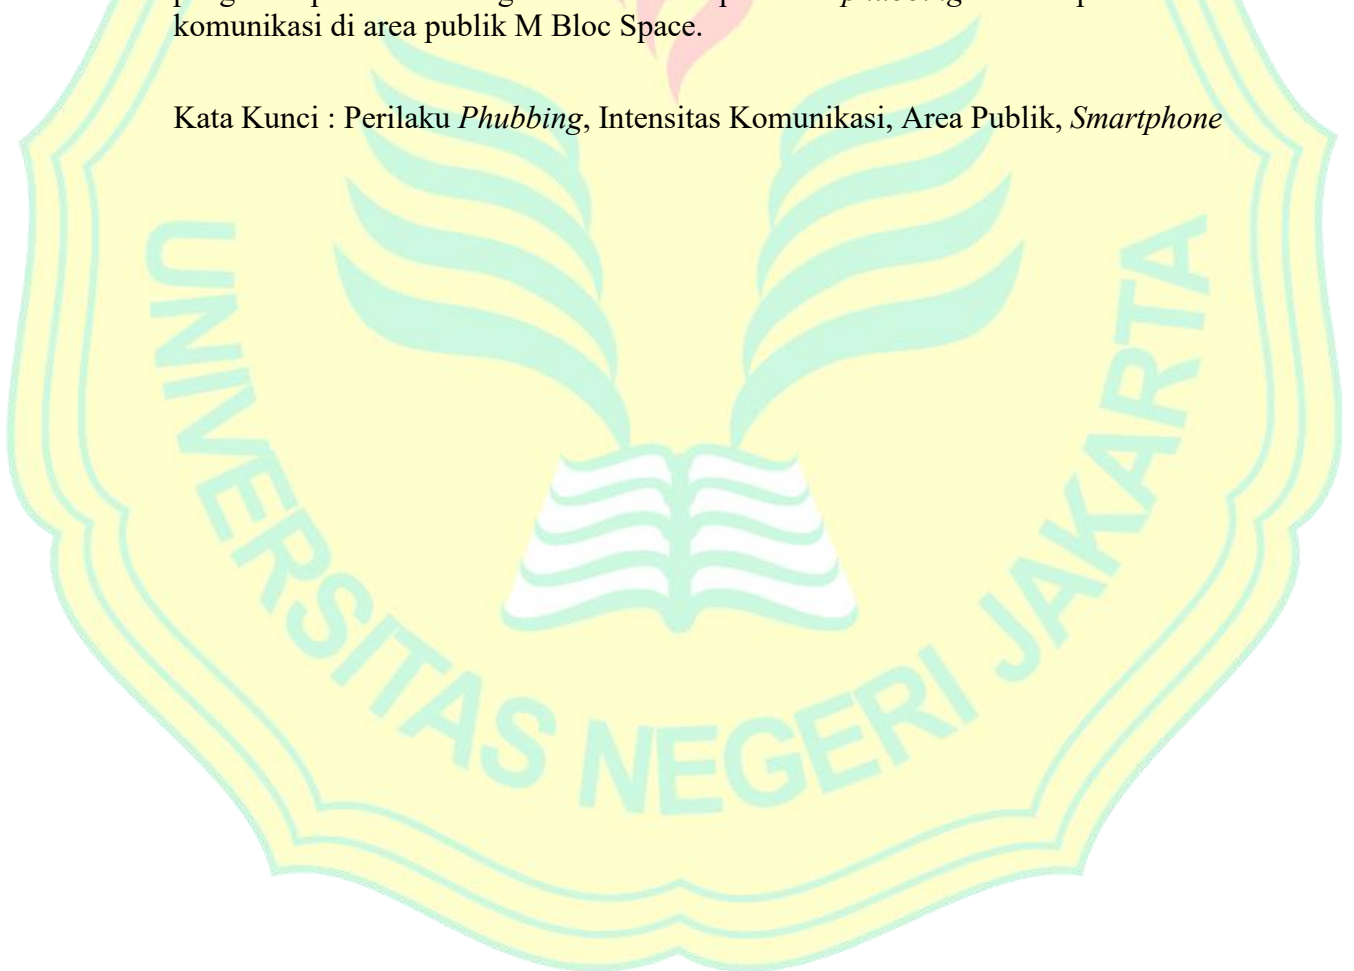 komunikasi di area publik M Bloc Space.
Kata Kunci : Perilaku Phubbing, Intensitas Komunikasi, Area Publik, Smartphone
UNIVERSITAS NEGERI JAKARTA